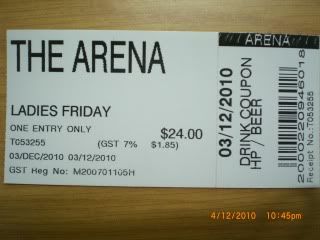 THE ARENA
LADIES FRIDAY
ONE ENTRY ONLY
$24.00
T053255 (GST 7% $1.85)
03/DEC/2010 03/12/2010
GST Reg No: M200701105H
ARENA
03/12/2010
DRINK COUPON
HP / BEER
2000220946018
Receipt No.:T053255
4/12/2010 10:45pm